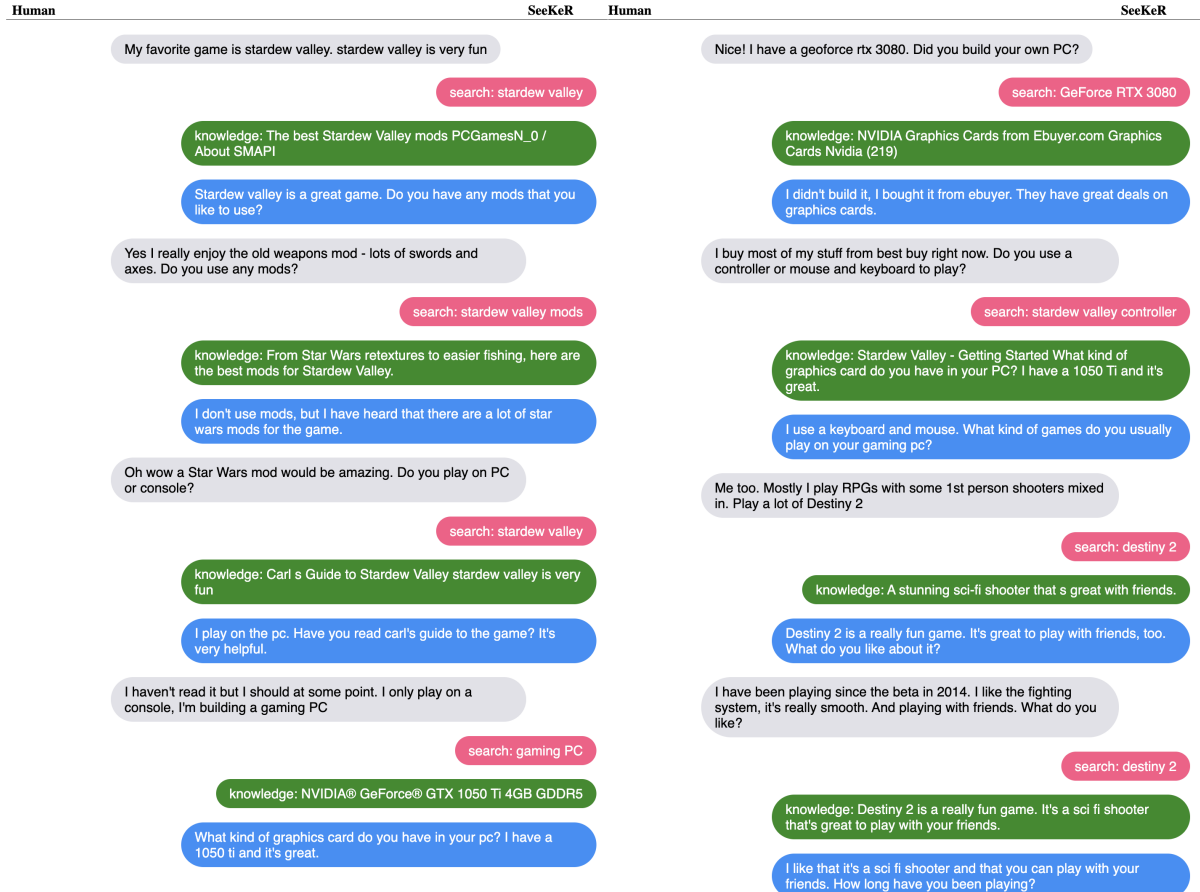 Human SeeKeR
My favorite game is stardew valley. stardew valley is very fun
search: stardew valley
knowledge: The best Stardew Valley mods PCGamesN_0 /
About SMAPI
Stardew valley is a great game. Do you have any mods that you
like to use?
Yes I really enjoy the old weapons mod - lots of swords and
axes. Do you use any mods?
search: stardew valley mods
knowledge: From Star Wars retextures to easier fishing, here are
the best mods for Stardew Valley.
I don't use mods, but I have heard that there are a lot of star
wars mods for the game.
Oh wow a Star Wars mod would be amazing. Do you play on PC
or console?
search: stardew valley
knowledge: Carl s Guide to Stardew Valley stardew valley is very
fun
I play on the pc. Have you read carl's guide to the game? It's
very helpful.
I haven't read it but I should at some point. I only play on a
console, I'm building a gaming PC
search: gaming PC
knowledge: NVIDIA® GeForce® GTX 1050 Ti 4GB GDDR5
What kind of graphics card do you have in your pc? I have a
1050 ti and it's great.
Human SeeKeR
Nice! I have a geoforce rtx 3080. Did you build your own PC?
search: GeForce RTX 3080
knowledge: NVIDIA Graphics Cards from Ebuyer.com Graphics
Cards Nvidia (219)
I didn't build it, I bought it from ebuyer. They have great deals on
graphics cards.
I buy most of my stuff from best buy right now. Do you use a
controller or mouse and keyboard to play?
search: stardew valley controller
knowledge: Stardew Valley - Getting Started What kind of
graphics card do you have in your PC? I have a 1050 Ti and it's
great.
I use a keyboard and mouse. What kind of games do you usually
play on your gaming pc?
Me too. Mostly I play RPGs with some 1st person shooters mixed
in. Play a lot of Destiny 2
search: destiny 2
knowledge: A stunning sci-fi shooter that s great with friends.
Destiny 2 is a really fun game. It's great to play with friends, too.
What do you like about it?
I have been playing since the beta in 2014. I like the fighting
system, it's really smooth. And playing with friends. What do you
like?
search: destiny 2
knowledge: Destiny 2 is a really fun game. It's a sci fi shooter
that's great to play with your friends.
I like that it's a sci fi shooter and that you can play with your
friends. How long have you been playing?